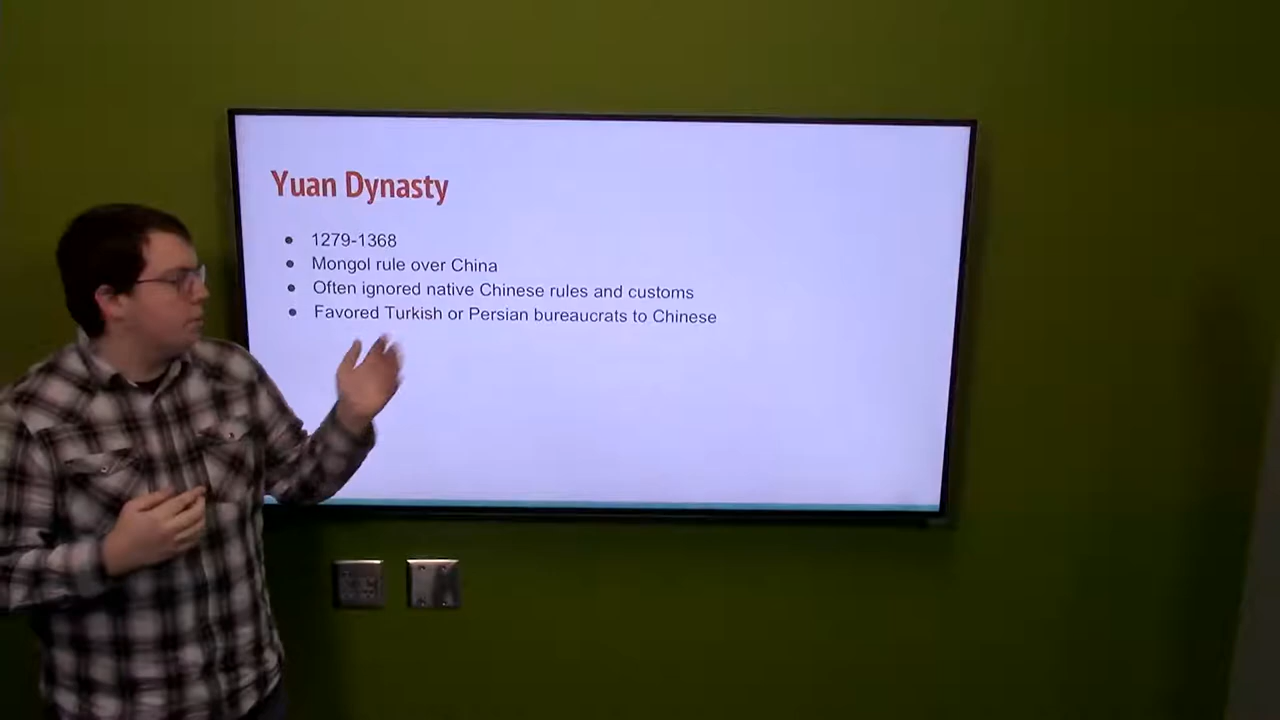 Yuan Dynasty
● 1279-1368
● Mongol rule over China
● Often ignored native Chinese rules and customs
● Favored Turkish or Persian bureaucrats to Chinese